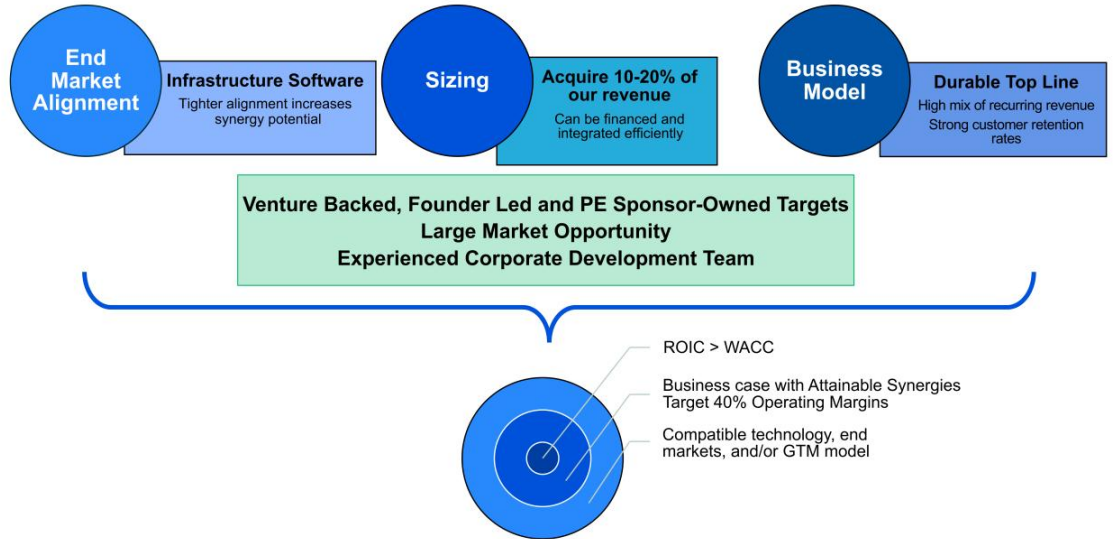 End
Market
Alignment
Infrastructure Software
Tighter alignment increases
synergy potential
Sizing
Acquire 10-20% of
our revenue
Can be financed and
integrated efficiently
Business
Model
Durable Top Line
High mix of recurring revenue
Strong customer retention
rates
Venture Backed, Founder Led and PE Sponsor-Owned Targets
Large Market Opportunity
Experienced Corporate Development Team
ROIC > WACC
Business case with Attainable Synergies
Target 40% Operating Margins
Compatible technology, end
markets, and/or GTM model